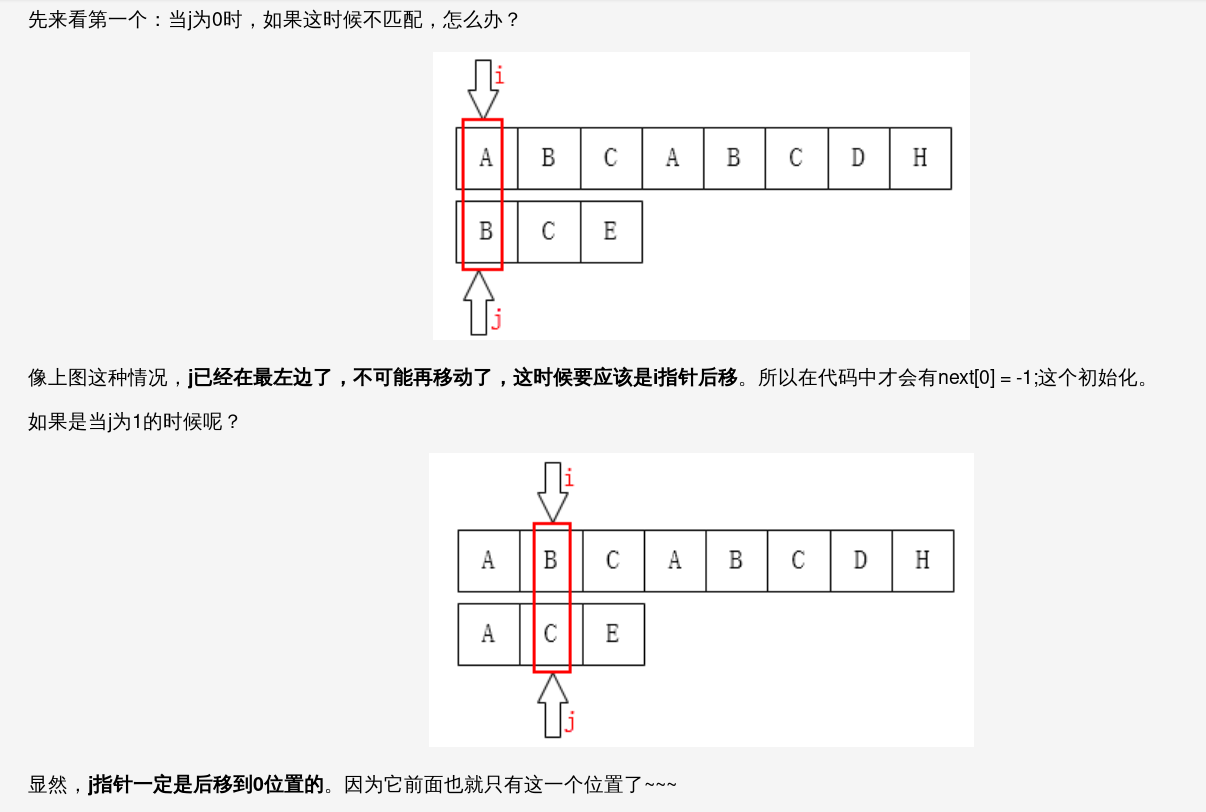 先来看第一个：当j为0时，如果这时候不匹配，怎么办？
i
A B C A B C D H
B C E
j
像上图这种情况，j已经在最左边了，不可能再移动了，这时候要应该是i指针后移。所以在代码中才会有next[0] = -1;这个初始化。
如果是当j为1的时候呢？
i
A B C A B C D H
A C E
j
显然，j指针一定是后移到0位置的。因为它前面也就只有这一个位置了~~~